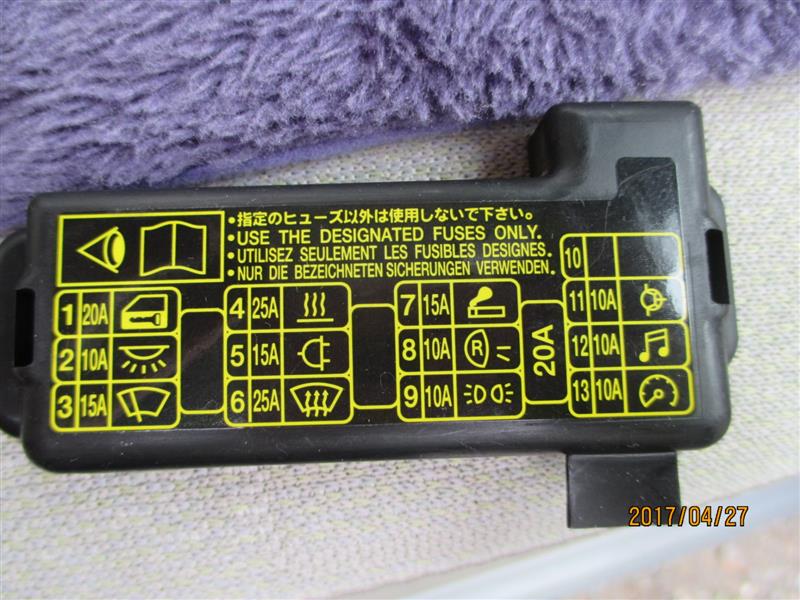 ・指定のヒューズ以外は使用しないで下さい。
・USE THE DESIGNATED FUSES ONLY.
・UTILISEZ SEULEMENT LES FUSIBLES DESIGNES.
・NUR DIE BEZEICHNETEN SICHERUNGEN VERWENDEN.
1 20A
2 10A
3 15A
4 25A
5 15A
6 25A
7 15A
8 10A R
9 10A
20A
10
11 10A
12 10A
13 10A
2017/04/27